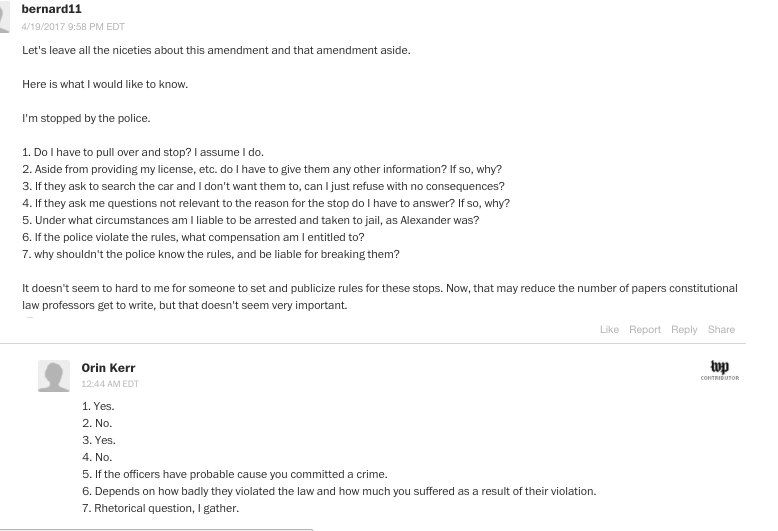 bernard11
4/19/2017 9:58 PM EDT
Let's leave all the niceties about this amendment and that amendment aside.
Here is what I would like to know.
I'm stopped by the police.
1. Do I have to pull over and stop? I assume I do.
2. Aside from providing my license, etc. do I have to give them any other information? If so, why?
3. If they ask to search the car and I don't want them to, can I just refuse with no consequences?
4. If they ask me questions not relevant to the reason for the stop do I have to answer? If so, why?
5. Under what circumstances am I liable to be arrested and taken to jail, as Alexander was?
6. If the police violate the rules, what compensation am I entitled to?
7. why shouldn't the police know the rules, and be liable for breaking them?
It doesn't seem to hard to me for someone to set and publicize rules for these stops. Now, that may reduce the number of papers constitutional
law professors get to write, but that doesn't seem very important.
Like Report Reply Share
Orin Kerr
12:44 AM EDT
wp
CONTRIBUTOR
1. Yes.
2. No.
3. Yes.
4. No.
5. If the officers have probable cause you committed a crime.
6. Depends on how badly they violated the law and how much you suffered as a result of their violation.
7. Rhetorical question, I gather.